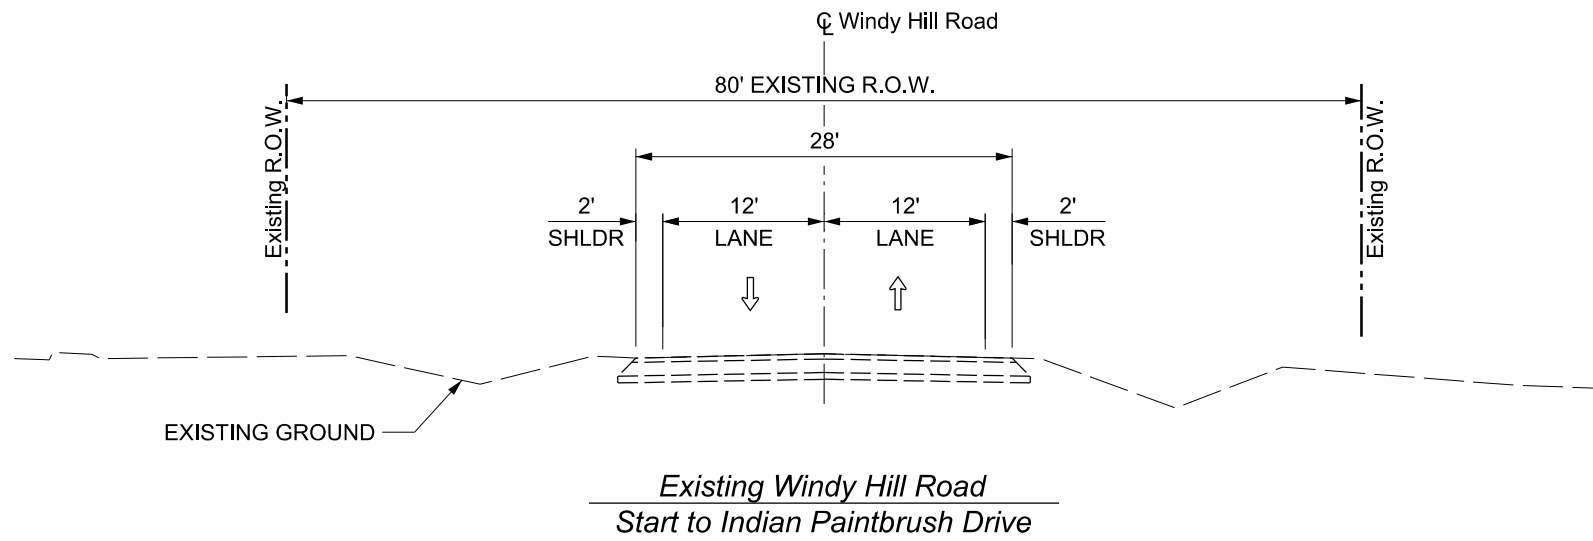 ℄ Windy Hill Road
80' EXISTING R.O.W.
Existing R.O.W.
Existing R.O.W.
28'
2' 12' 12' 2'
SHLDR LANE LANE SHLDR
EXISTING GROUND
Existing Windy Hill Road
Start to Indian Paintbrush Drive